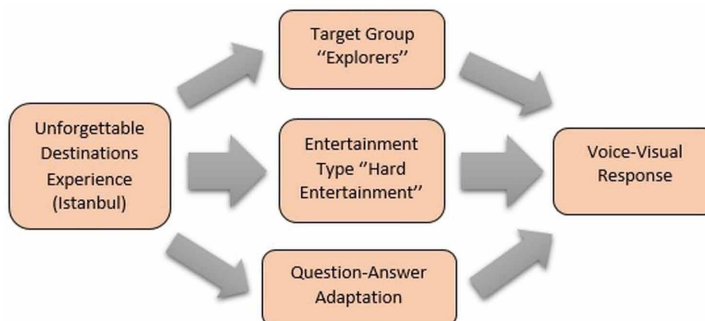 Target Group
“Explorers”
Unforgettable
Destinations
Experience
(Istanbul)
Entertainment
Type “Hard
Entertainment”
Voice-Visual
Response
Question-Answer
Adaptation